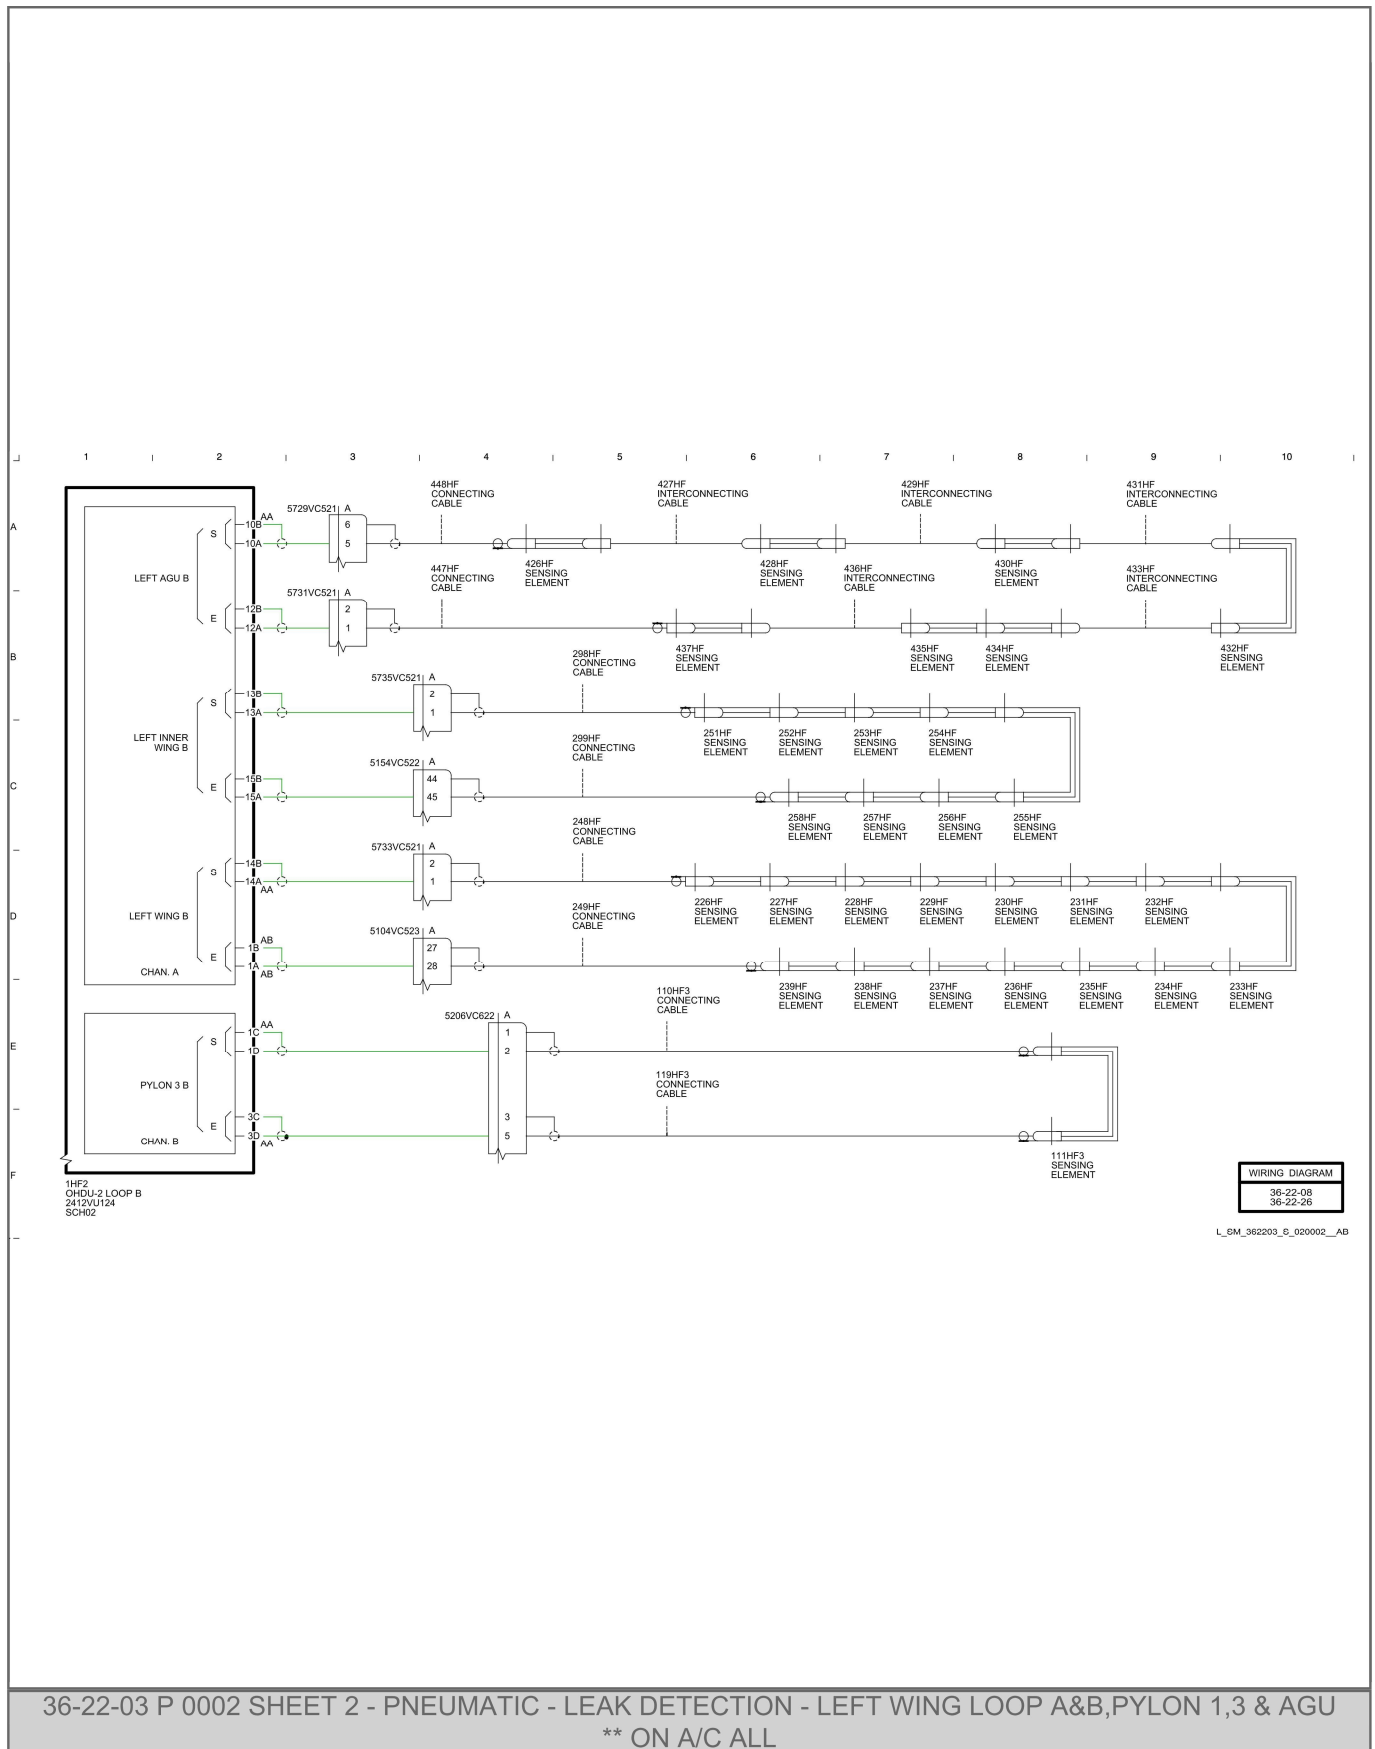 1 2 3 4 5 6 7 8 9 10
A
B
C
D
E
F
448HF
CONNECTING
CABLE
427HF
INTERCONNECTING
CABLE
429HF
INTERCONNECTING
CABLE
431HF
INTERCONNECTING
CABLE
5729VC521 A
6
5
AA
10B
10A
S
LEFT AGU B
E
12B
12A
426HF
SENSING
ELEMENT
428HF
SENSING
ELEMENT
430HF
SENSING
ELEMENT
447HF
CONNECTING
CABLE
436HF
INTERCONNECTING
CABLE
433HF
INTERCONNECTING
CABLE
5731VC521 A
2
1
437HF
SENSING
ELEMENT
435HF
SENSING
ELEMENT
434HF
SENSING
ELEMENT
432HF
SENSING
ELEMENT
298HF
CONNECTING
CABLE
5735VC521 A
2
1
13B
13A
S
LEFT INNER
WING B
E
15B
15A
251HF
SENSING
ELEMENT
252HF
SENSING
ELEMENT
253HF
SENSING
ELEMENT
254HF
SENSING
ELEMENT
299HF
CONNECTING
CABLE
5154VC522 A
44
45
258HF
SENSING
ELEMENT
257HF
SENSING
ELEMENT
256HF
SENSING
ELEMENT
255HF
SENSING
ELEMENT
248HF
CONNECTING
CABLE
5733VC521 A
2
1
14B
14A
AA
S
LEFT WING B
E
AB
1B
1A
AB
CHAN. A
226HF
SENSING
ELEMENT
227HF
SENSING
ELEMENT
228HF
SENSING
ELEMENT
229HF
SENSING
ELEMENT
230HF
SENSING
ELEMENT
231HF
SENSING
ELEMENT
232HF
SENSING
ELEMENT
249HF
CONNECTING
CABLE
5104VC523 A
27
28
239HF
SENSING
ELEMENT
238HF
SENSING
ELEMENT
237HF
SENSING
ELEMENT
236HF
SENSING
ELEMENT
235HF
SENSING
ELEMENT
234HF
SENSING
ELEMENT
233HF
SENSING
ELEMENT
110HF3
CONNECTING
CABLE
5206VC622 A
1
2
3
5
AA
1C
1D
S
PYLON 3 B
E
3C
3D
AA
CHAN. B
119HF3
CONNECTING
CABLE
111HF3
SENSING
ELEMENT
1HF2
OHDU-2 LOOP B
2412VU124
SCH02
WIRING DIAGRAM
36-22-08
36-22-26
L_SM_362203_S_020002__AB
36-22-03 P 0002 SHEET 2 - PNEUMATIC - LEAK DETECTION - LEFT WING LOOP A&B,PYLON 1,3 & AGU
** ON A/C ALL